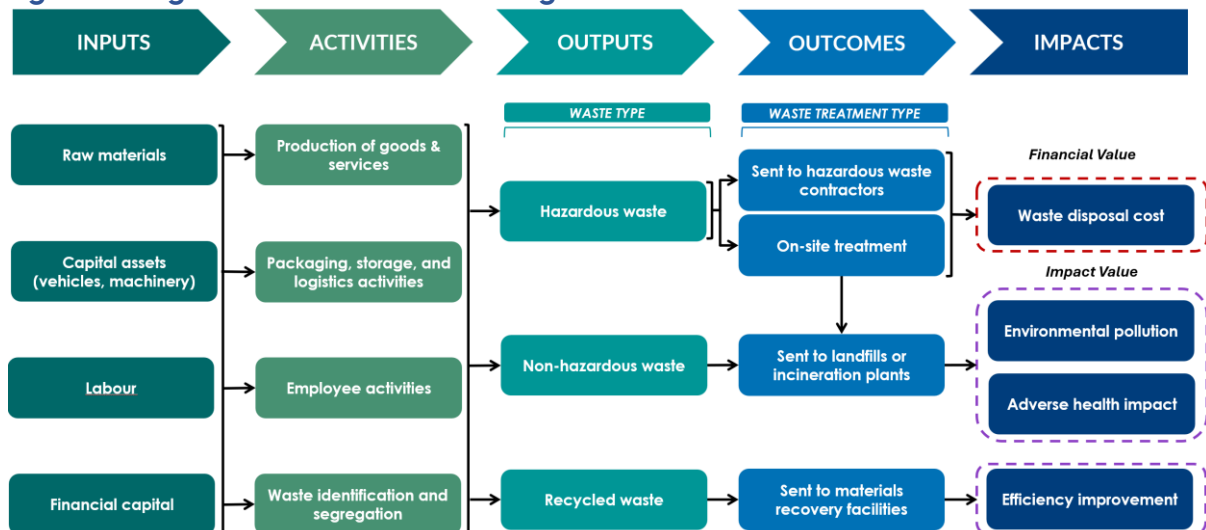 INPUTS
ACTIVITIES
OUTPUTS
OUTCOMES
IMPACTS
WASTE TYPE
WASTE TREATMENT TYPE
Raw materials
Production of goods &
services
Hazardous waste
Sent to hazardous waste
contractors
On-site treatment
Financial Value
Waste disposal cost
Capital assets
(vehicles, machinery)
Packaging, storage, and
logistics activities
Impact Value
Environmental pollution
Adverse health impact
Labour
Employee activities
Non-hazardous waste
Sent to landfills or
incineration plants
Financial capital
Waste identification and
segregation
Recycled waste
Sent to materials
recovery facilities
Efficiency improvement